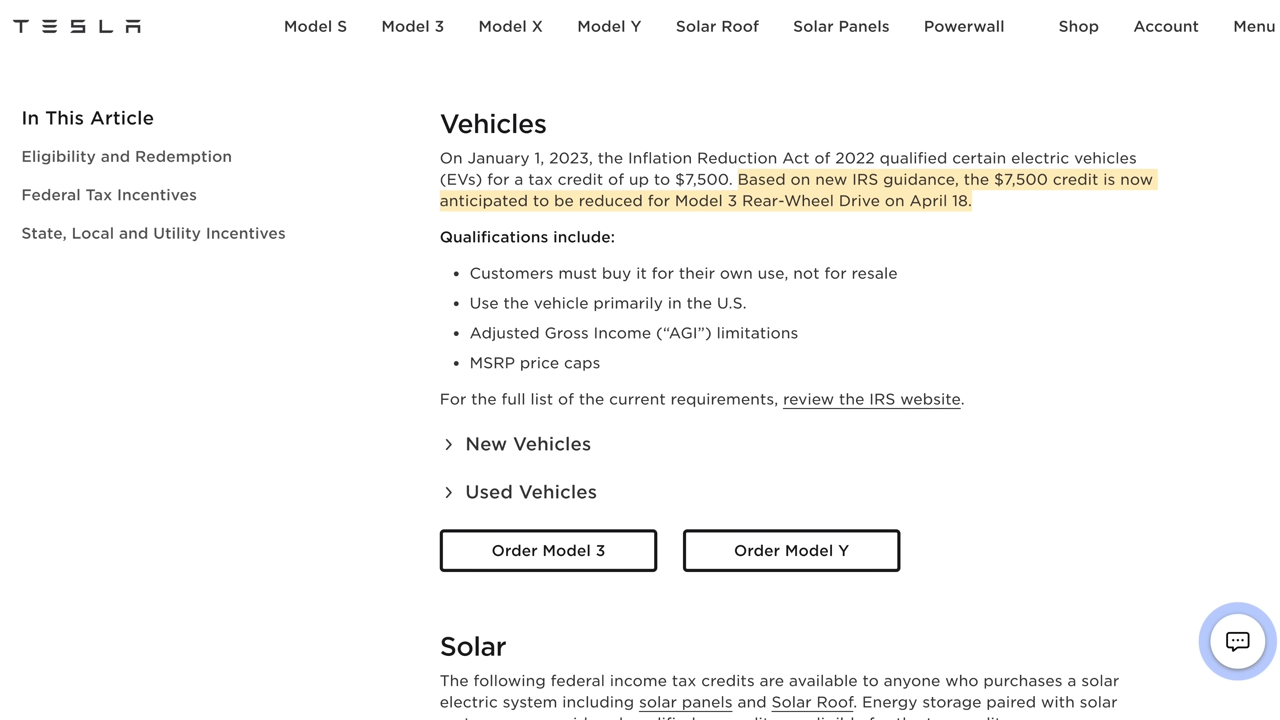 TESLA
Model S Model 3 Model X Model Y Solar Roof Solar Panels Powerwall Shop Account Menu
In This Article
Eligibility and Redemption
Federal Tax Incentives
State, Local and Utility Incentives
Vehicles
On January 1, 2023, the Inflation Reduction Act of 2022 qualified certain electric vehicles
(EVs) for a tax credit of up to $7,500. Based on new IRS guidance, the $7,500 credit is now
anticipated to be reduced for Model 3 Rear-Wheel Drive on April 18.
Qualifications include:
• Customers must buy it for their own use, not for resale
• Use the vehicle primarily in the U.S.
• Adjusted Gross Income (“AGI”) limitations
• MSRP price caps
For the full list of the current requirements, review the IRS website.
New Vehicles
Used Vehicles
Order Model 3 Order Model Y
Solar
The following federal income tax credits are available to anyone who purchases a solar
electric system including solar panels and Solar Roof. Energy storage paired with solar